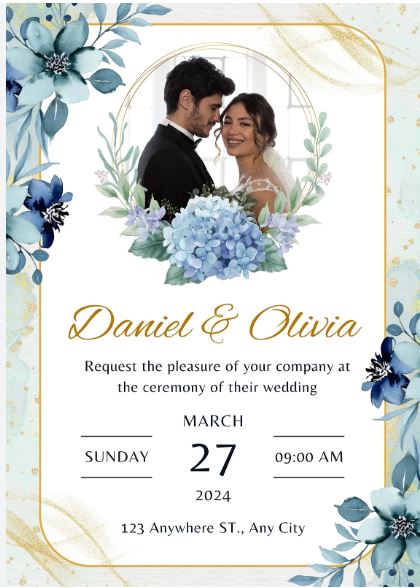 Daniel & Olivia
Request the pleasure of your company at
the ceremony of their wedding
MARCH
SUNDAY 27 09:00 AM
2024
123 Anywhere ST., Any City